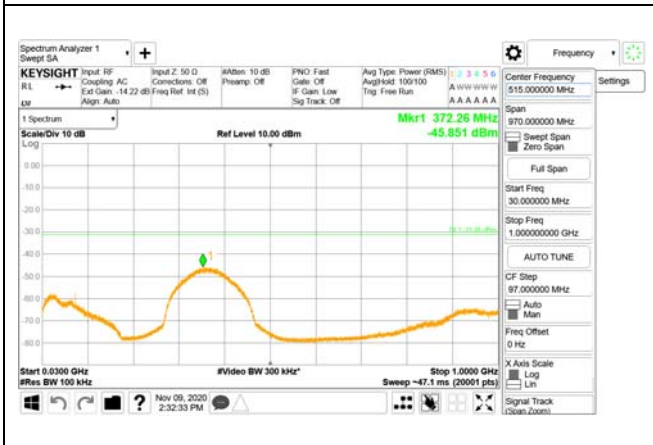 Spectrum Analyzer 1
Swept SA
+
Frequency
KEYSIGHT
Input: RF
Coupling: AC
Ext Gain: -14.22 dB
Align: Auto
Input Z: 50 Ω
Corrections: Off
Freq Ref: Int (S)
#Atten: 10 dB
Preamp: Off
PNO: Fast
Gate: Off
IF Gain: Low
Sig Track: Off
Avg Type: Power (RMS)
Avg|Hold: 100/100
Trig: Free Run
1 2 3 4 5 6
A W W W W W
A A A A A A
RL
Center Frequency
515.000000 MHz
Settings
Span
970.000000 MHz
Swept Span
Zero Span
Full Span
Start Freq
30.000000 MHz
Stop Freq
1.000000000 GHz
AUTO TUNE
CF Step
97.000000 MHz
Auto
Man
Freq Offset
0 Hz
X Axis Scale
Log
Lin
Signal Track
(Span Zoom)
1 Spectrum
Scale/Div 10 dB
Ref Level 10.00 dBm
Mkr1 372.26 MHz
-45.851 dBm
Log
0.00
-10.0
-20.0
-30.0
-40.0
-50.0
-60.0
-70.0
-80.0
1
Start 0.0300 GHz
#Res BW 100 kHz
#Video BW 300 kHz*
Stop 1.0000 GHz
Sweep ~47.1 ms (20001 pts)
?
Nov 09, 2020
2:32:33 PM